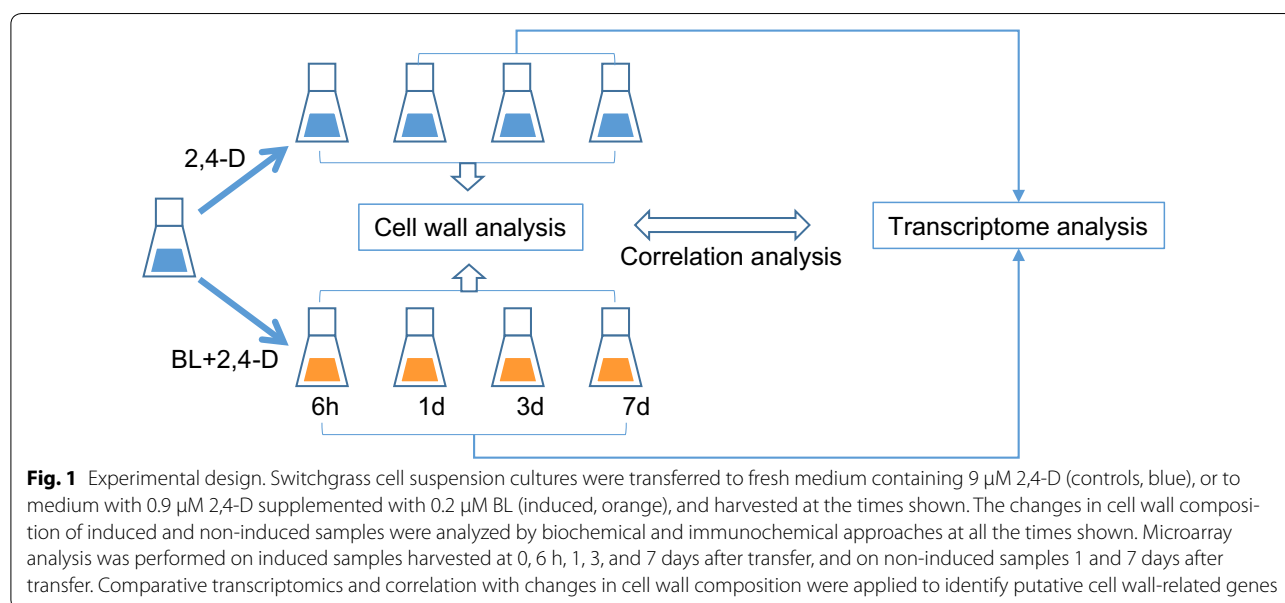 2,4-D
Cell wall analysis
Correlation analysis
Transcriptome analysis
BL+2,4-D
6h 1d 3d 7d
Fig. 1 Experimental design. Switchgrass cell suspension cultures were transferred to fresh medium containing 9 µM 2,4-D (controls, blue), or to
medium with 0.9 µM 2,4-D supplemented with 0.2 µM BL (induced, orange), and harvested at the times shown. The changes in cell wall composi-
tion of induced and non-induced samples were analyzed by biochemical and immunochemical approaches at all the times shown. Microarray
analysis was performed on induced samples harvested at 0, 6 h, 1, 3, and 7 days after transfer, and on non-induced samples 1 and 7 days after
transfer. Comparative transcriptomics and correlation with changes in cell wall composition were applied to identify putative cell wall-related genes